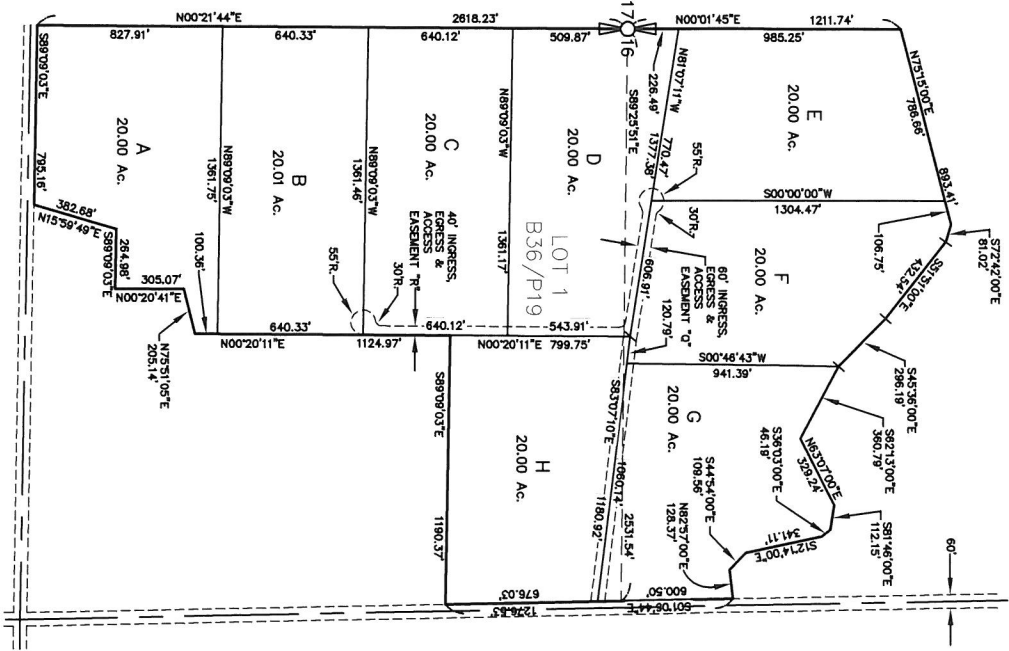 N00°21'44"E
2618.23'
N00°01'45"E
1211.74'
827.91'
640.33'
640.12'
509.87'
17
16
985.25'
N75°15'00"E
786.66'
893.41'
S89°09'03"E
795.16'
A
20.00 Ac.
N89°09'03"W
1361.75'
B
20.01 Ac.
N89°09'03"W
1361.46'
C
20.00 Ac.
N89°09'03"W
1361.17'
D
20.00 Ac.
S89°25'51"E
226.49'
N81°07'11"W
770.47'
1377.38'
E
20.00 Ac.
55'R.
30'R.
S00°00'00"W
1304.47'
106.75'
S72°42'00"E
81.02'
S51°51'00"E
432.54'
382.68'
N15°59'49"E
264.98'
S89°09'03"E
305.07'
N00°20'41"E
N75°51'05"E
205.14'
100.36'
55'R.
30'R.
40' INGRESS,
EGRESS &
ACCESS
EASEMENT "R"
LOT 1
B36/P19
606.91'
60' INGRESS,
EGRESS &
ACCESS
EASEMENT "Q"
120.79'
F
20.00 Ac.
S45°36'00"E
296.19'
640.33'
N00°20'11"E
1124.97'
640.12'
543.91'
N00°20'11"E 799.75'
S00°46'43"W
941.39'
S62°13'00"E
360.79'
N63°07'00"E
329.24'
S36°03'00"E
46.19'
S81°46'00"E
112.15'
S89°09'03"E
1190.37'
H
20.00 Ac.
S83°07'10"E
1060.14'
1180.92'
2531.54'
G
20.00 Ac.
S44°54'00"E
109.56'
N82°57'00"E
128.37'
341.11'
S12°14'00"E
676.03'
600.50'
S01°06'44"E
60'